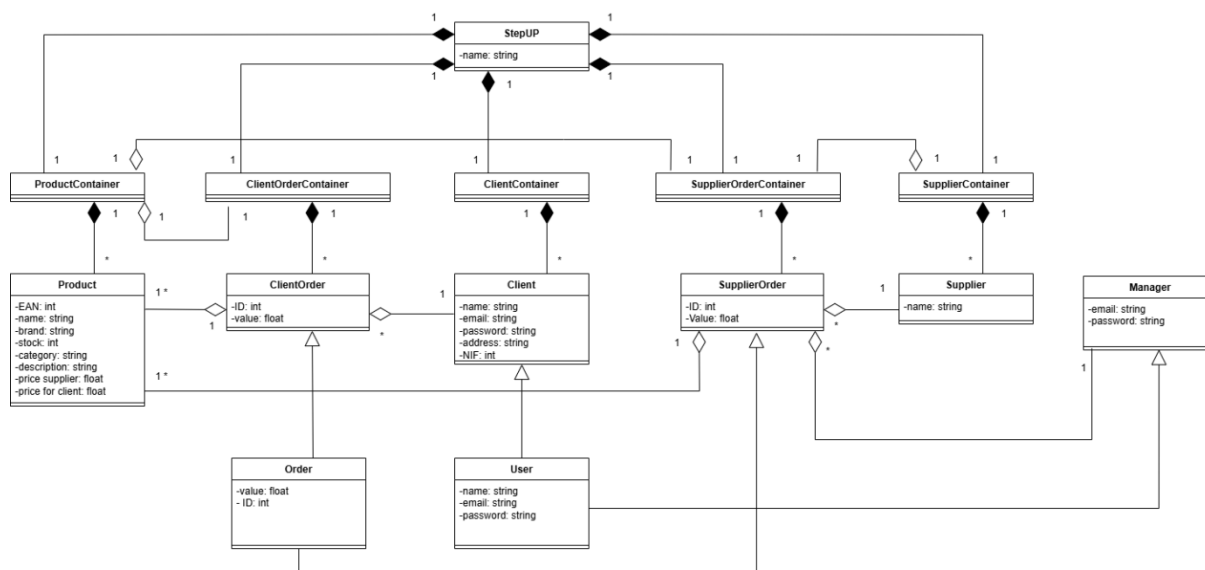 1
1
StepUP
-name: string
1
1
1
1
1
1
1
1
1
1
1
ProductContainer
ClientOrderContainer
ClientContainer
SupplierOrderContainer
SupplierContainer
1
1
1
1
1
1
1
*
*
*
*
*
Product
-EAN: int
-name: string
-brand: string
-stock: int
-category: string
-description: string
-price supplier: float
-price for client: float
1 *
1
1 *
ClientOrder
-ID: int
-value: float
*
1
Client
-name: string
-email: string
-password: string
-address: string
-NIF: int
SupplierOrder
-ID: int
-Value: float
1
*
*
1
Supplier
-name: string
Manager
-email: string
-password: string
1
Order
-value: float
- ID: int
User
-name: string
-email: string
-password: string